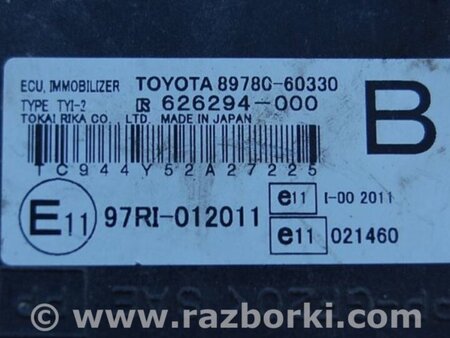 ECU, IMMOBILIZER TOYOTA 89780-60330
TYPE TYI-2 626294-000
TOKAI RIKA CO., LTD. MADE IN JAPAN
B
TC944Y52A27225
E11 97RI-012011
e11 I-00 2011
e11 021460
www.razborki.com